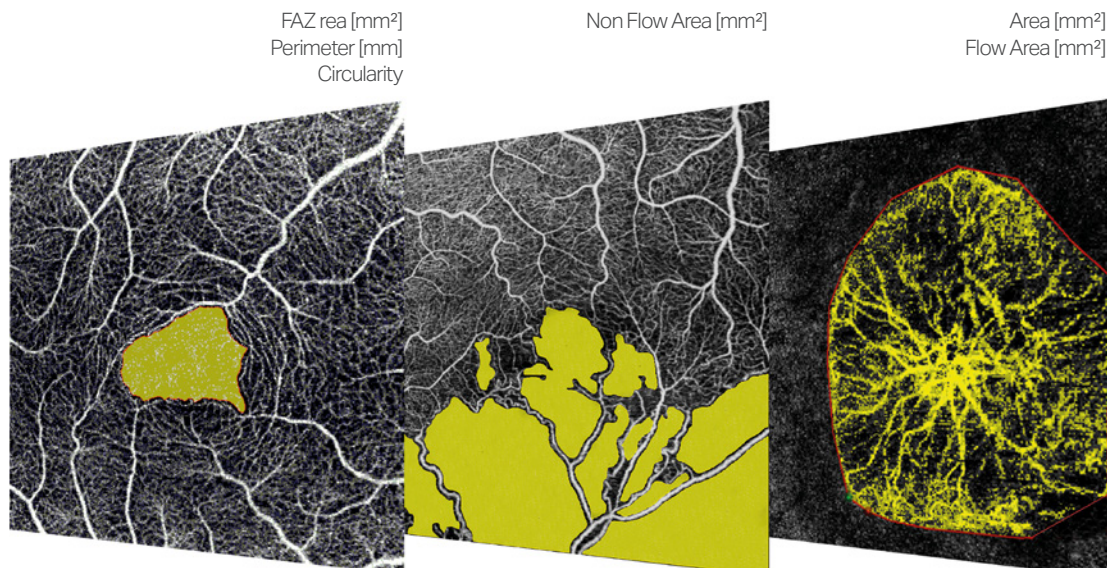 FAZ rea [mm²]
Perimeter [mm]
Circularity
Non Flow Area [mm²]
Area [mm²]
Flow Area [mm²]